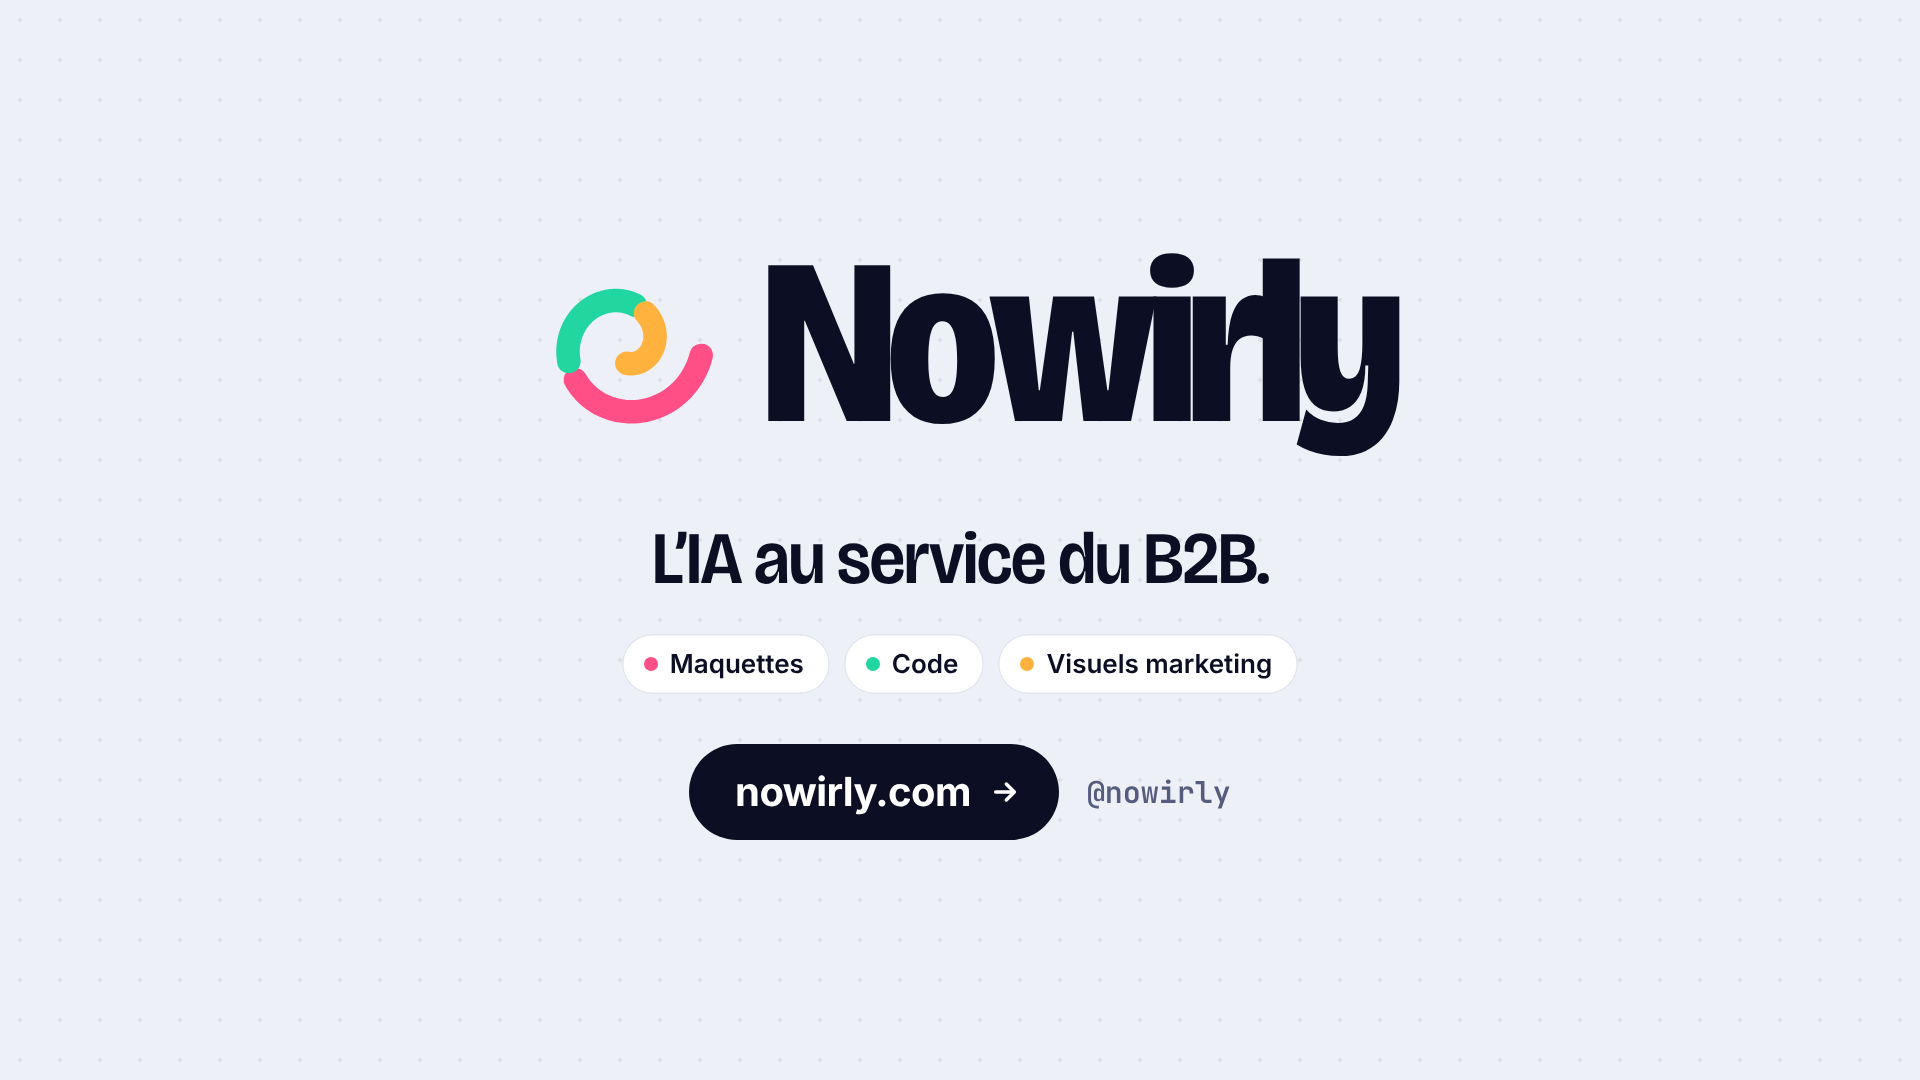 Nowirly
L’IA au service du B2B.
Maquettes Code Visuels marketing
nowirly.com → @nowirly